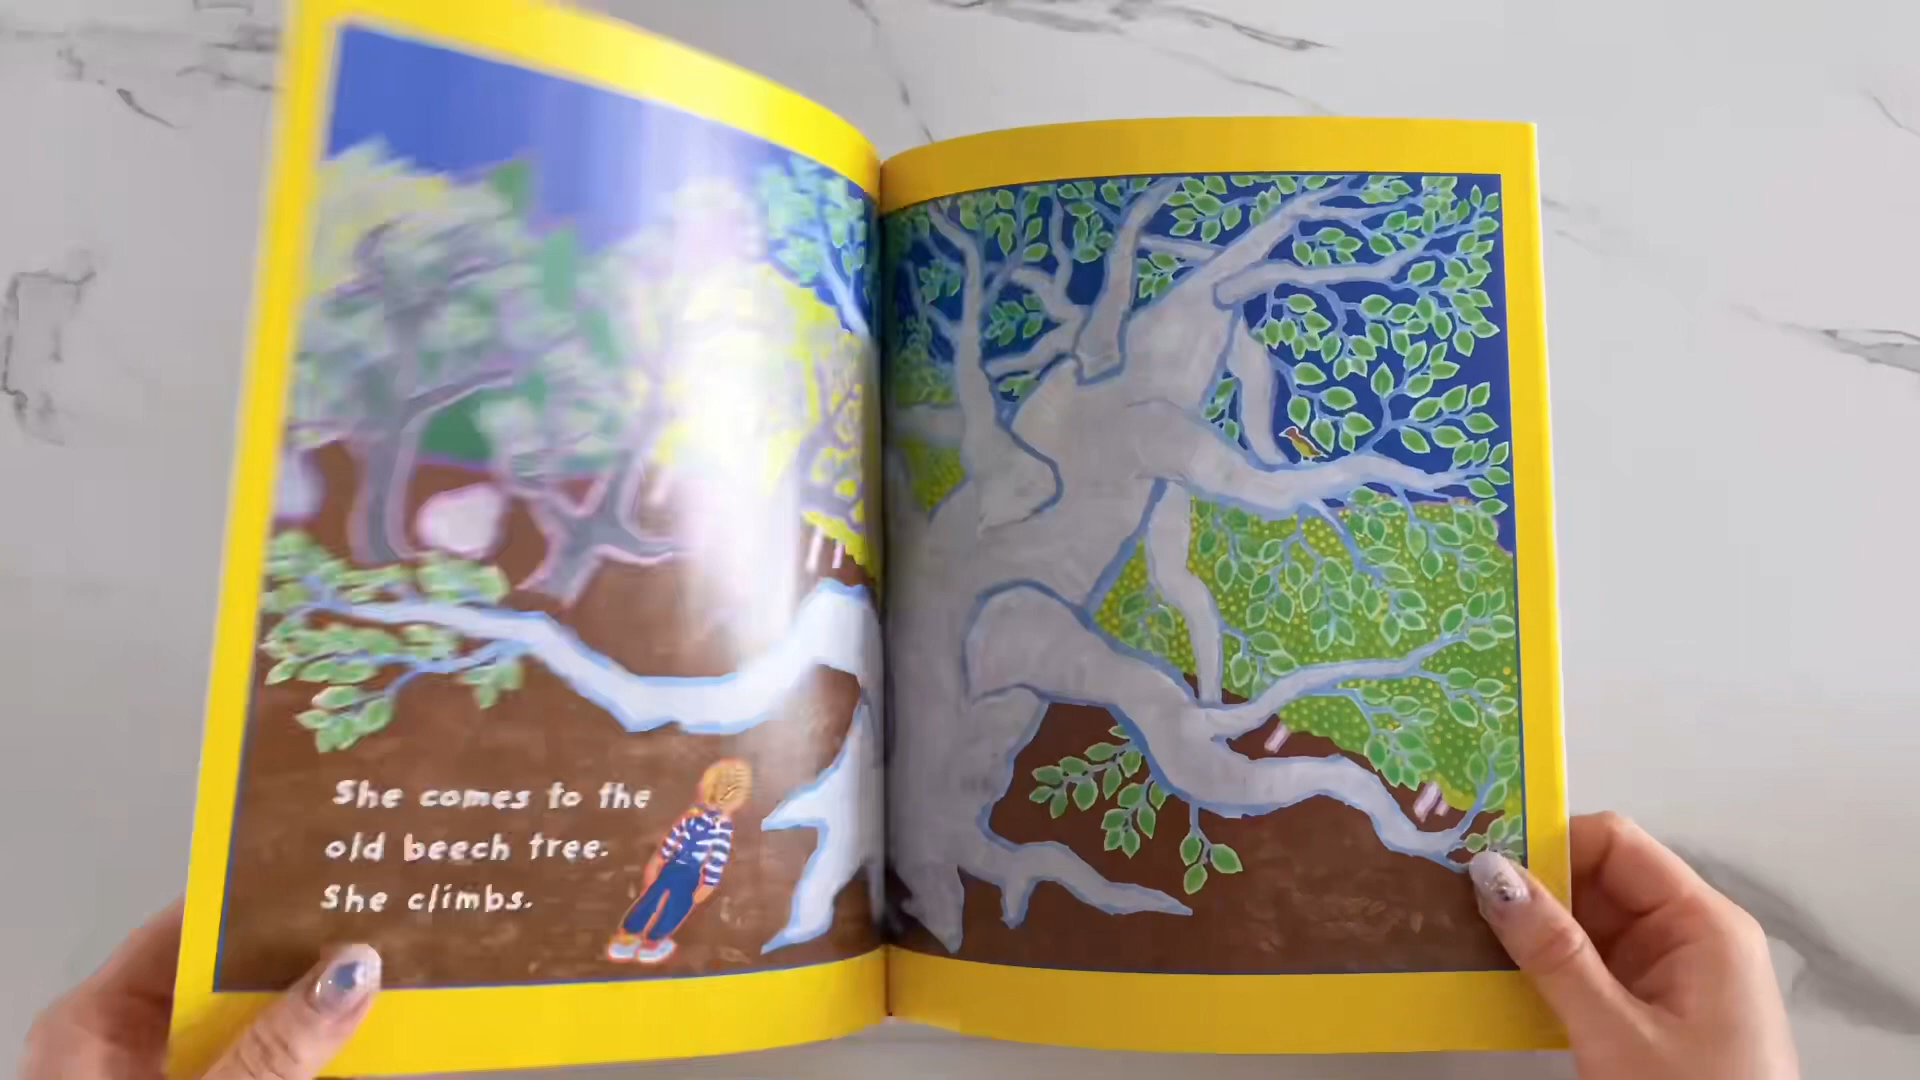 She comes to the
old beech tree.
She climbs.